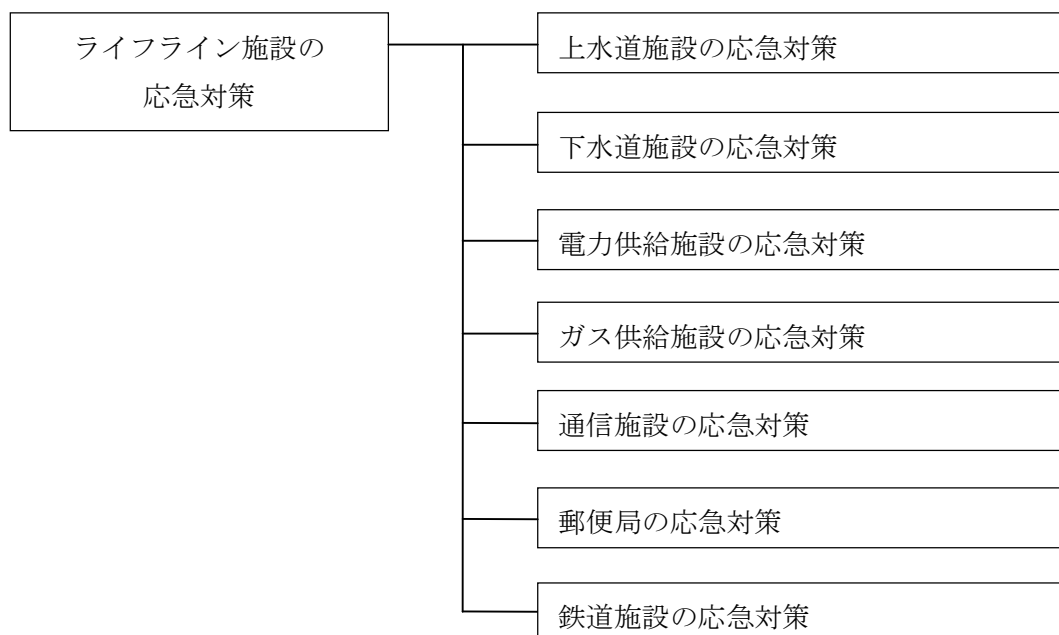 ライフライン施設の
応急対策
上水道施設の応急対策
下水道施設の応急対策
電力供給施設の応急対策
ガス供給施設の応急対策
通信施設の応急対策
郵便局の応急対策
鉄道施設の応急対策